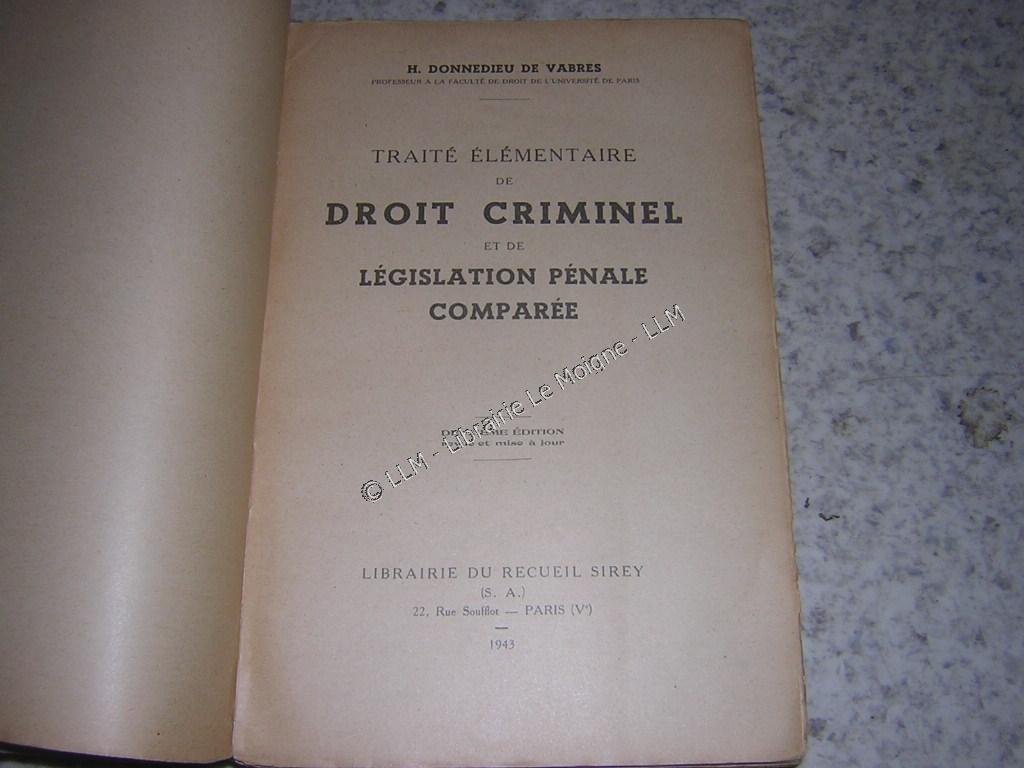 H. DONNEDIEU DE VABRES
PROFESSEUR A LA FACULTÉ DE DROIT DE L'UNIVERSITÉ DE PARIS
TRAITÉ ÉLÉMENTAIRE
DE
DROIT CRIMINEL
ET DE
LÉGISLATION PÉNALE
COMPARÉE
ÉDITION
et mise à jour
© LLM - Librairie Le Moigne - LLM
LIBRAIRIE DU RECUEIL SIREY
(S. A.)
22, Rue Soufflot — PARIS (Vᵉ)
1943